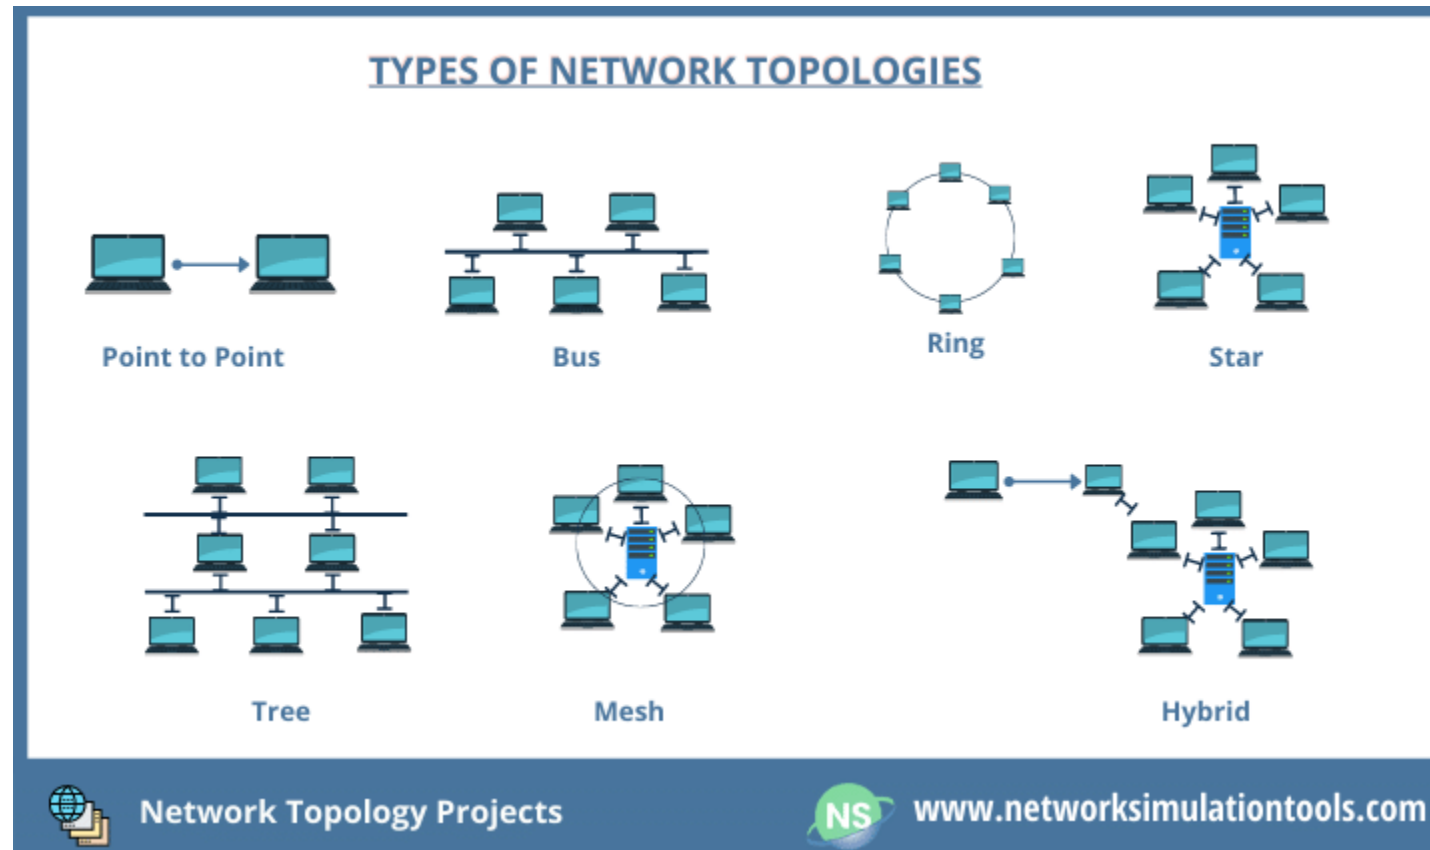 TYPES OF NETWORK TOPOLOGIES
Point to Point
Bus
Ring
Star
Tree
Mesh
Hybrid
Network Topology Projects
NS
www.networksimulationtools.com